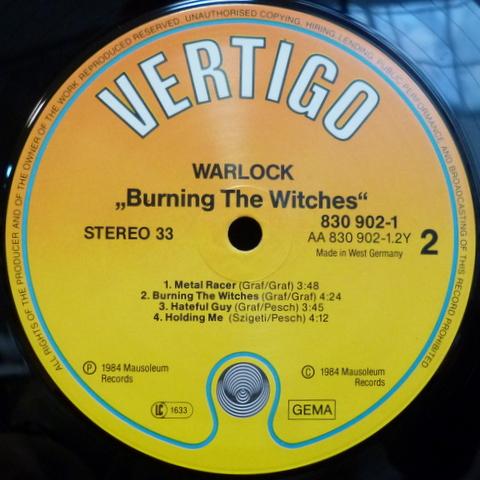 ALL RIGHTS OF THE PRODUCER AND OF THE OWNER OF THE WORK REPRODUCED RESERVED. UNAUTHORISED COPYING, HIRING, LENDING, PUBLIC PERFORMANCE AND BROADCASTING OF THIS RECORD PROHIBITED
VERTIGO
WARLOCK
„Burning The Witches“
STEREO 33
830 902-1
AA 830 902-1.2Y
2
Made in West Germany
1. Metal Racer (Graf/Graf) 3:48
2. Burning The Witches (Graf/Graf) 4:24
3. Hateful Guy (Graf/Pesch) 3:45
4. Holding Me (Szigeti/Pesch) 4:12
Ⓟ 1984 Mausoleum
Records
© 1984 Mausoleum
Records
LC 1633
GEMA